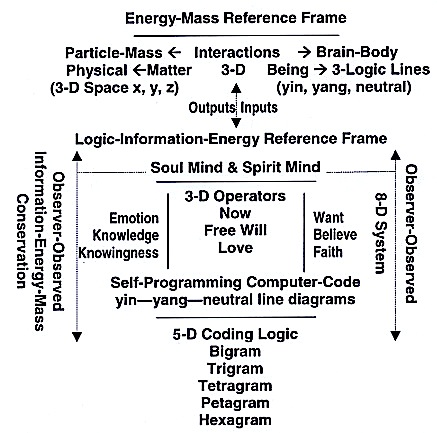 Energy-Mass Reference Frame
Particle-Mass ← Interactions → Brain-Body
Physical ←Matter 3-D Being → 3-Logic Lines
(3-D Space x, y, z) (yin, yang, neutral)
Outputs Inputs
Logic-Information-Energy Reference Frame
Soul Mind & Spirit Mind
3-D Operators
Now
Free Will
Love
Emotion
Knowledge
Knowingness
Want
Believe
Faith
Self-Programming Computer-Code
yin—yang—neutral line diagrams
5-D Coding Logic
Bigram
Trigram
Tetragram
Petagram
Hexagram
Observer-Observed
Information-Energy-Mass
Conservation
Observer-Observed
8-D System